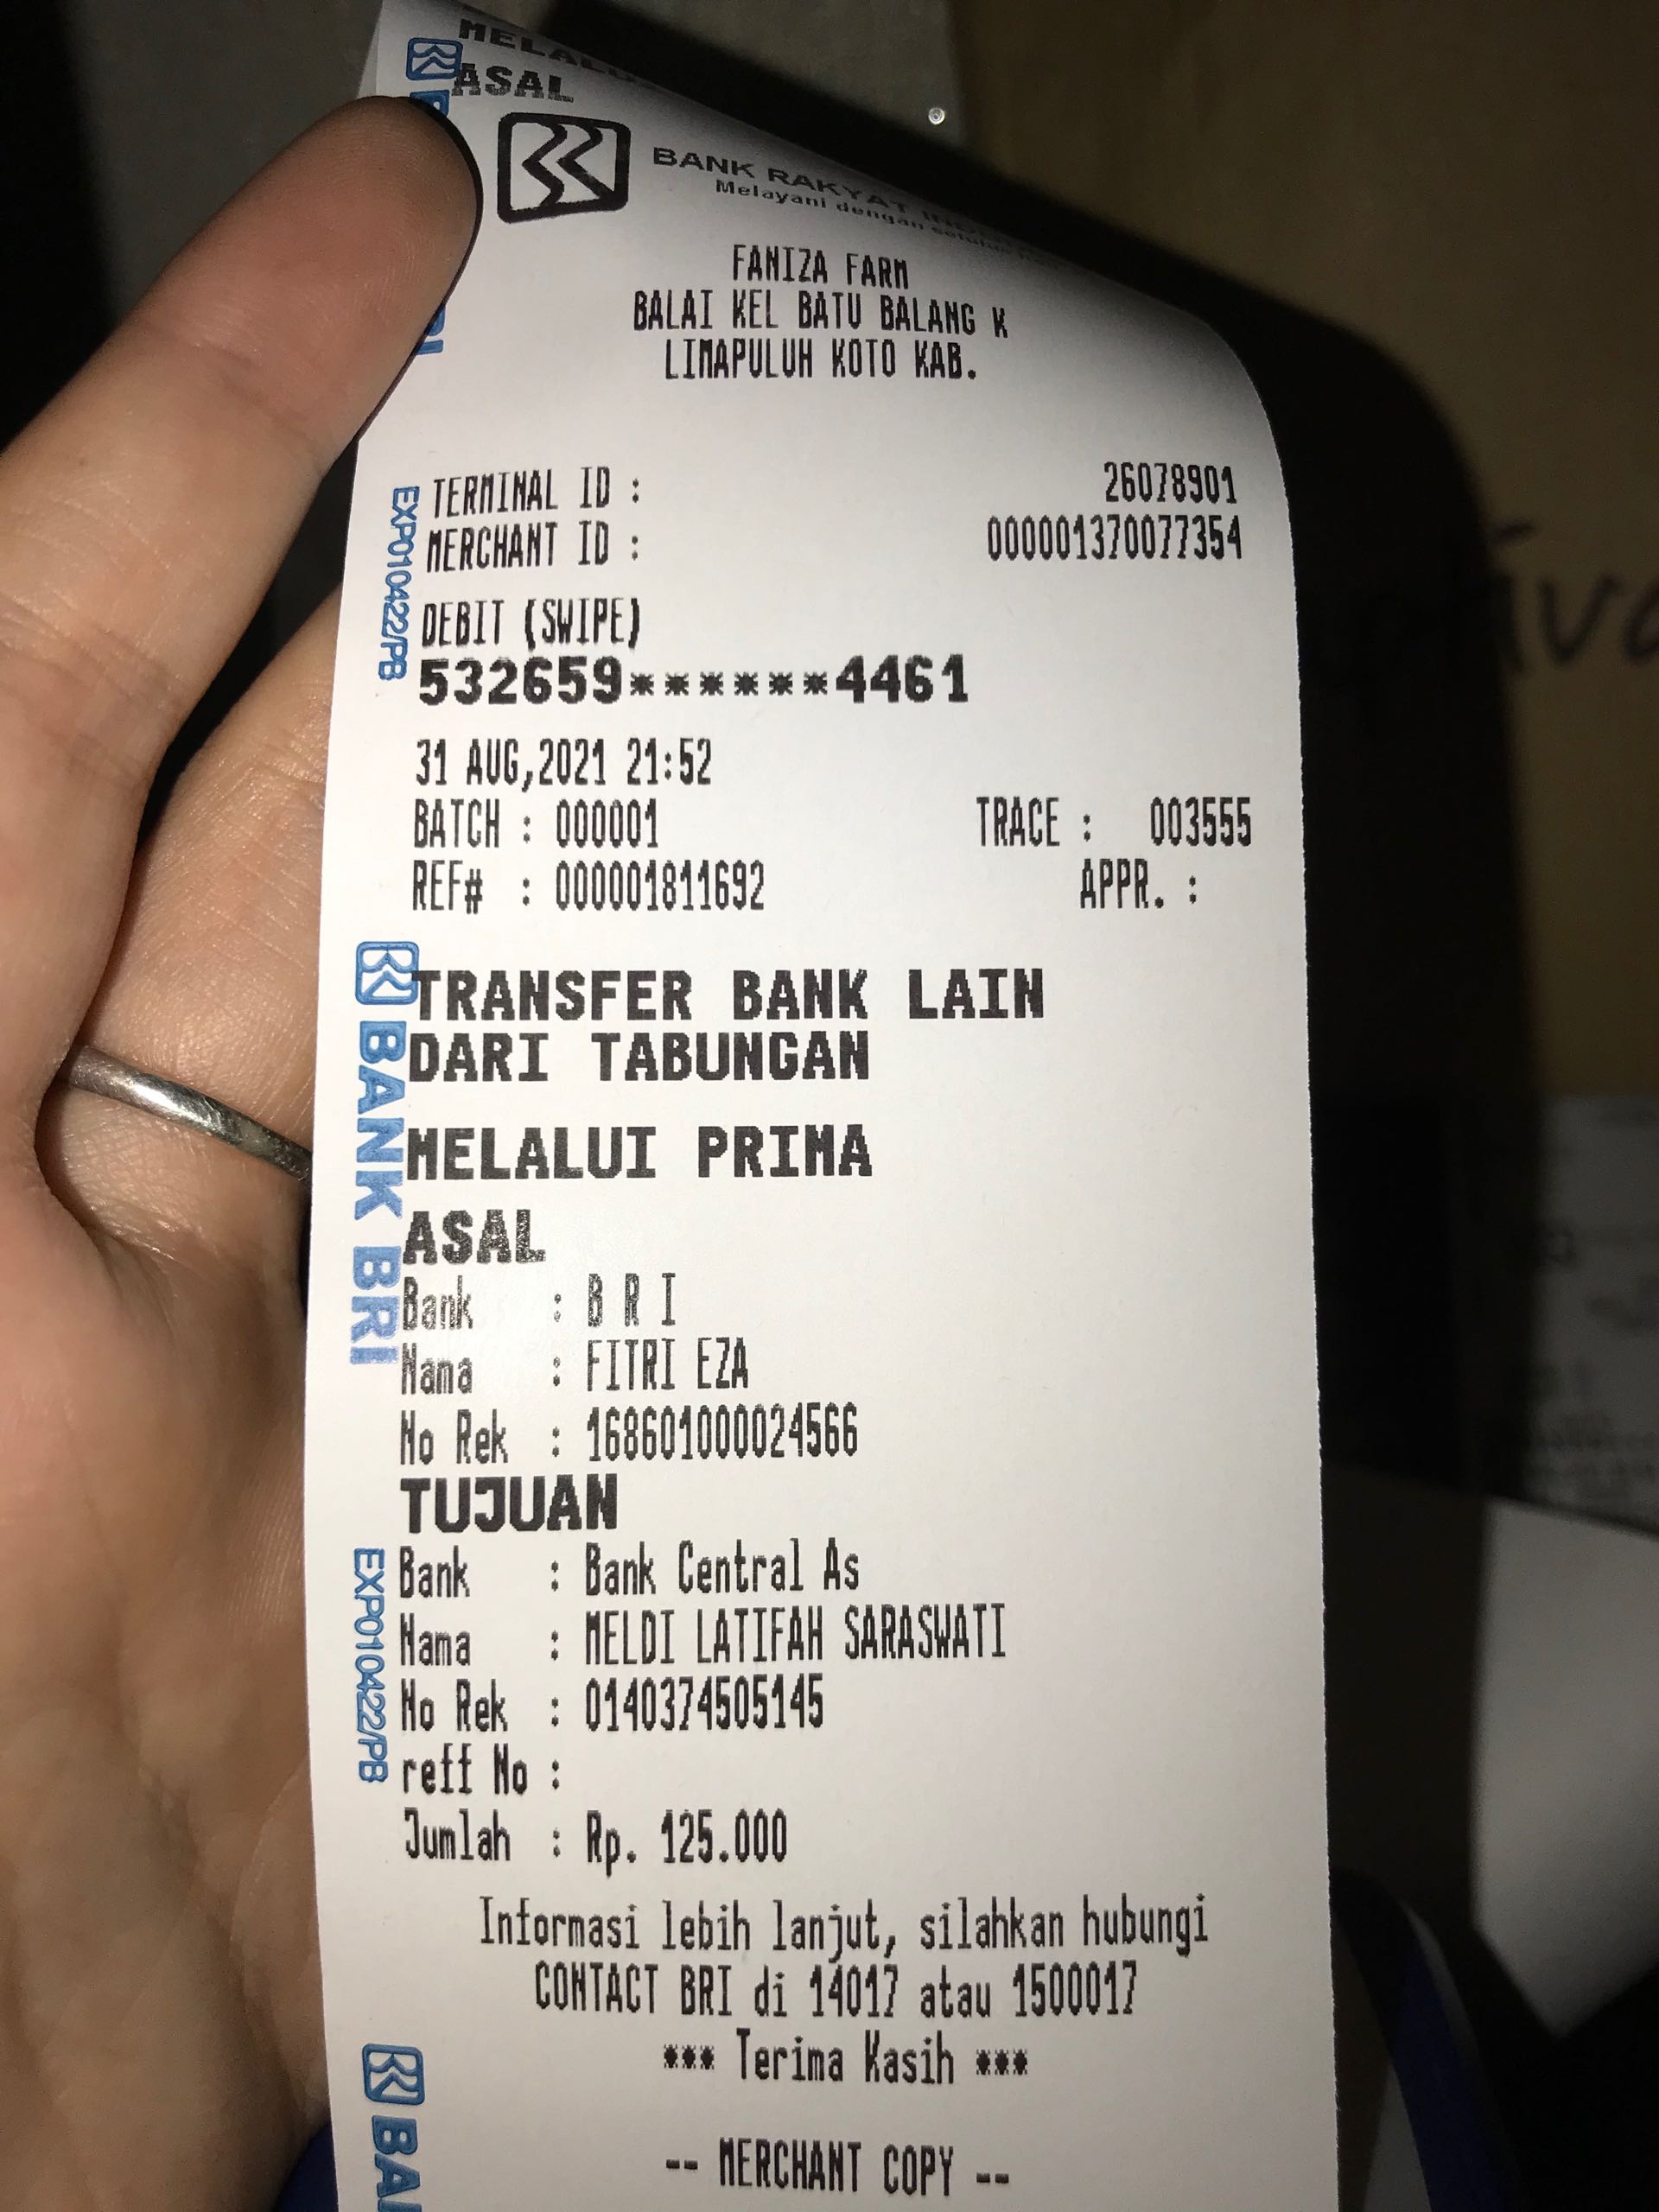 ASAL
BANK RAKYAT
Melayani dengan
FANIZA FARM
BALAI KEL BATU BALANG K
LIMAPULUH KOTO KAB.
TERMINAL ID : 26078901
MERCHANT ID : 000001370077354
DEBIT (SWIPE)
532659******4461
31 AUG,2021 21:52
BATCH : 000001 TRACE : 003555
REF# : 000001811692 APPR. :
TRANSFER BANK LAIN
DARI TABUNGAN
MELALUI PRIMA
ASAL
Bank : B R I
Nama : FITRI EZA
No Rek : 168601000024566
TUJUAN
Bank : Bank Central As
Nama : MELDI LATIFAH SARASWATI
No Rek : 0140374505145
reff No :
Jumlah : Rp. 125.000
Informasi lebih lanjut, silahkan hubungi
CONTACT BRI di 14017 atau 1500017
*** Terima Kasih ***
-- MERCHANT COPY --
EXP010422/PB
BANK BRI
EXP010422/PB